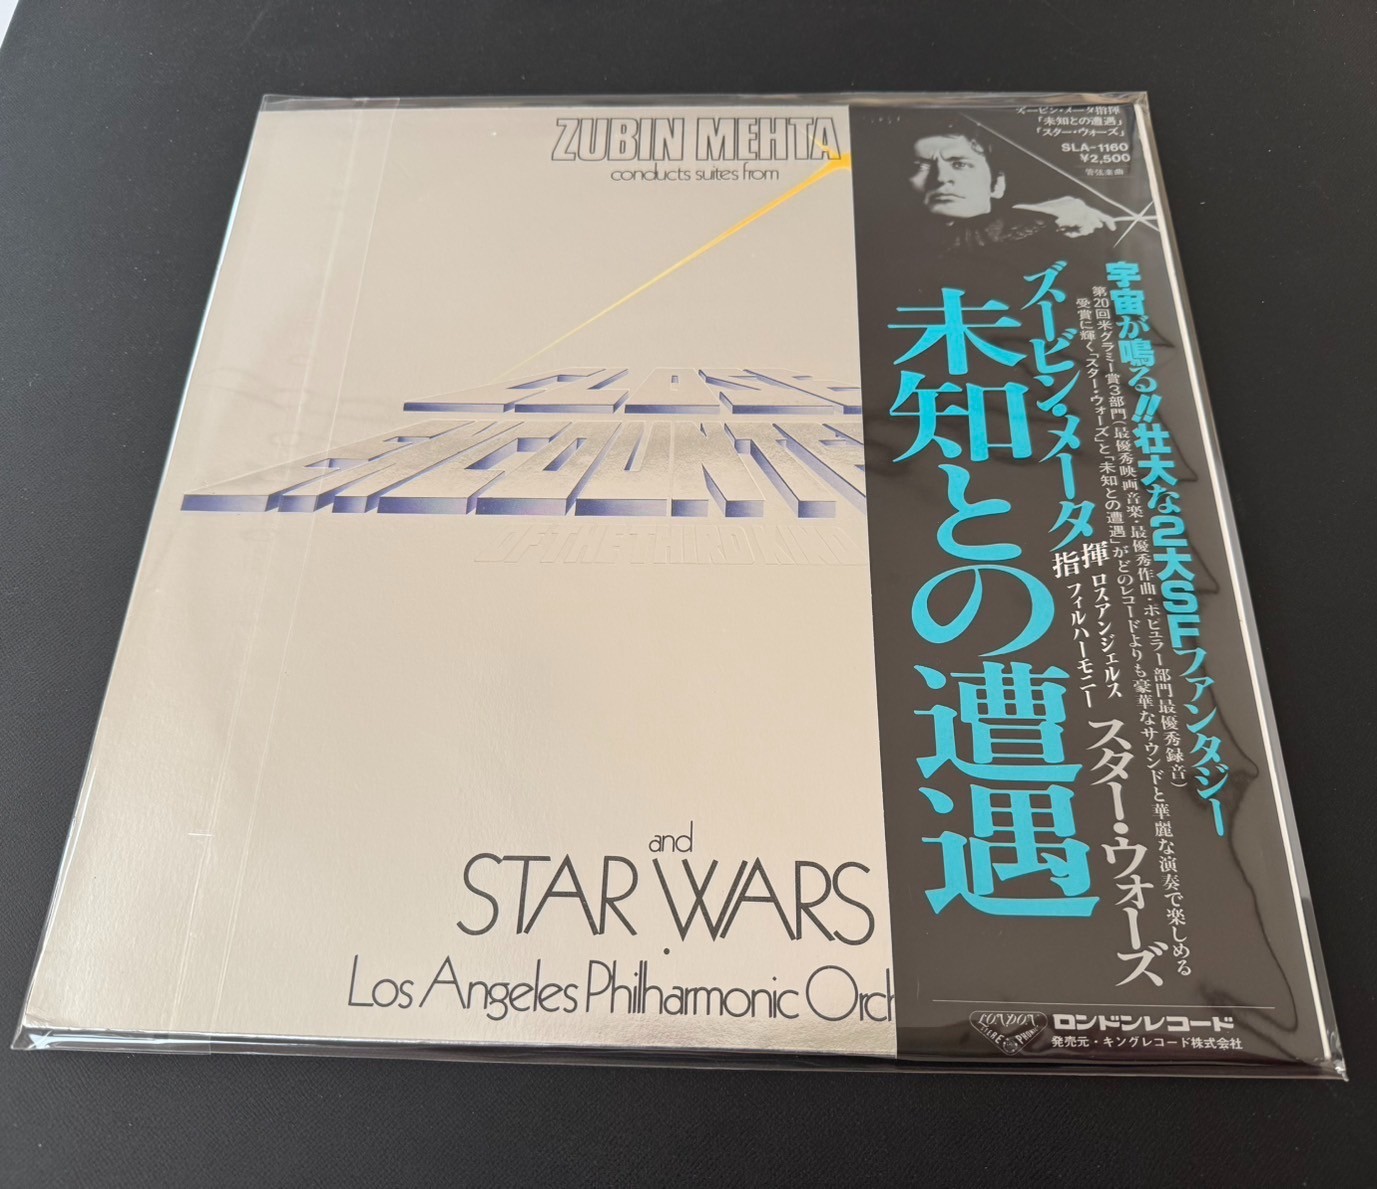 ZUBIN MEHTA
conducts suites from
CLOSE
ENCOUNTE
OF THE THIRD KIND
and
STAR WARS
Los Angeles Philharmonic Orch
ズービン・メータ指揮
「未知との遭遇」
「スター・ウォーズ」
SLA-1160
¥2,500
管弦楽曲
宇宙が鳴る!!壮大な2大SFファンタジー
第20回米グラミー賞3部門(最優秀映画音楽・最優秀作曲・ポピュラー部門最優秀録音)
受賞に輝く「スター・ウォーズ」と「未知との遭遇」がどのレコードよりも豪華なサウンドと華麗な演奏で楽しめる
ズービン・メータ指揮
ロスアンジェルス
フィルハーモニー
スター・ウォーズ
未知との遭遇
LONDON
STEREOPHONIC
ロンドンレコード
発売元・キングレコード株式会社